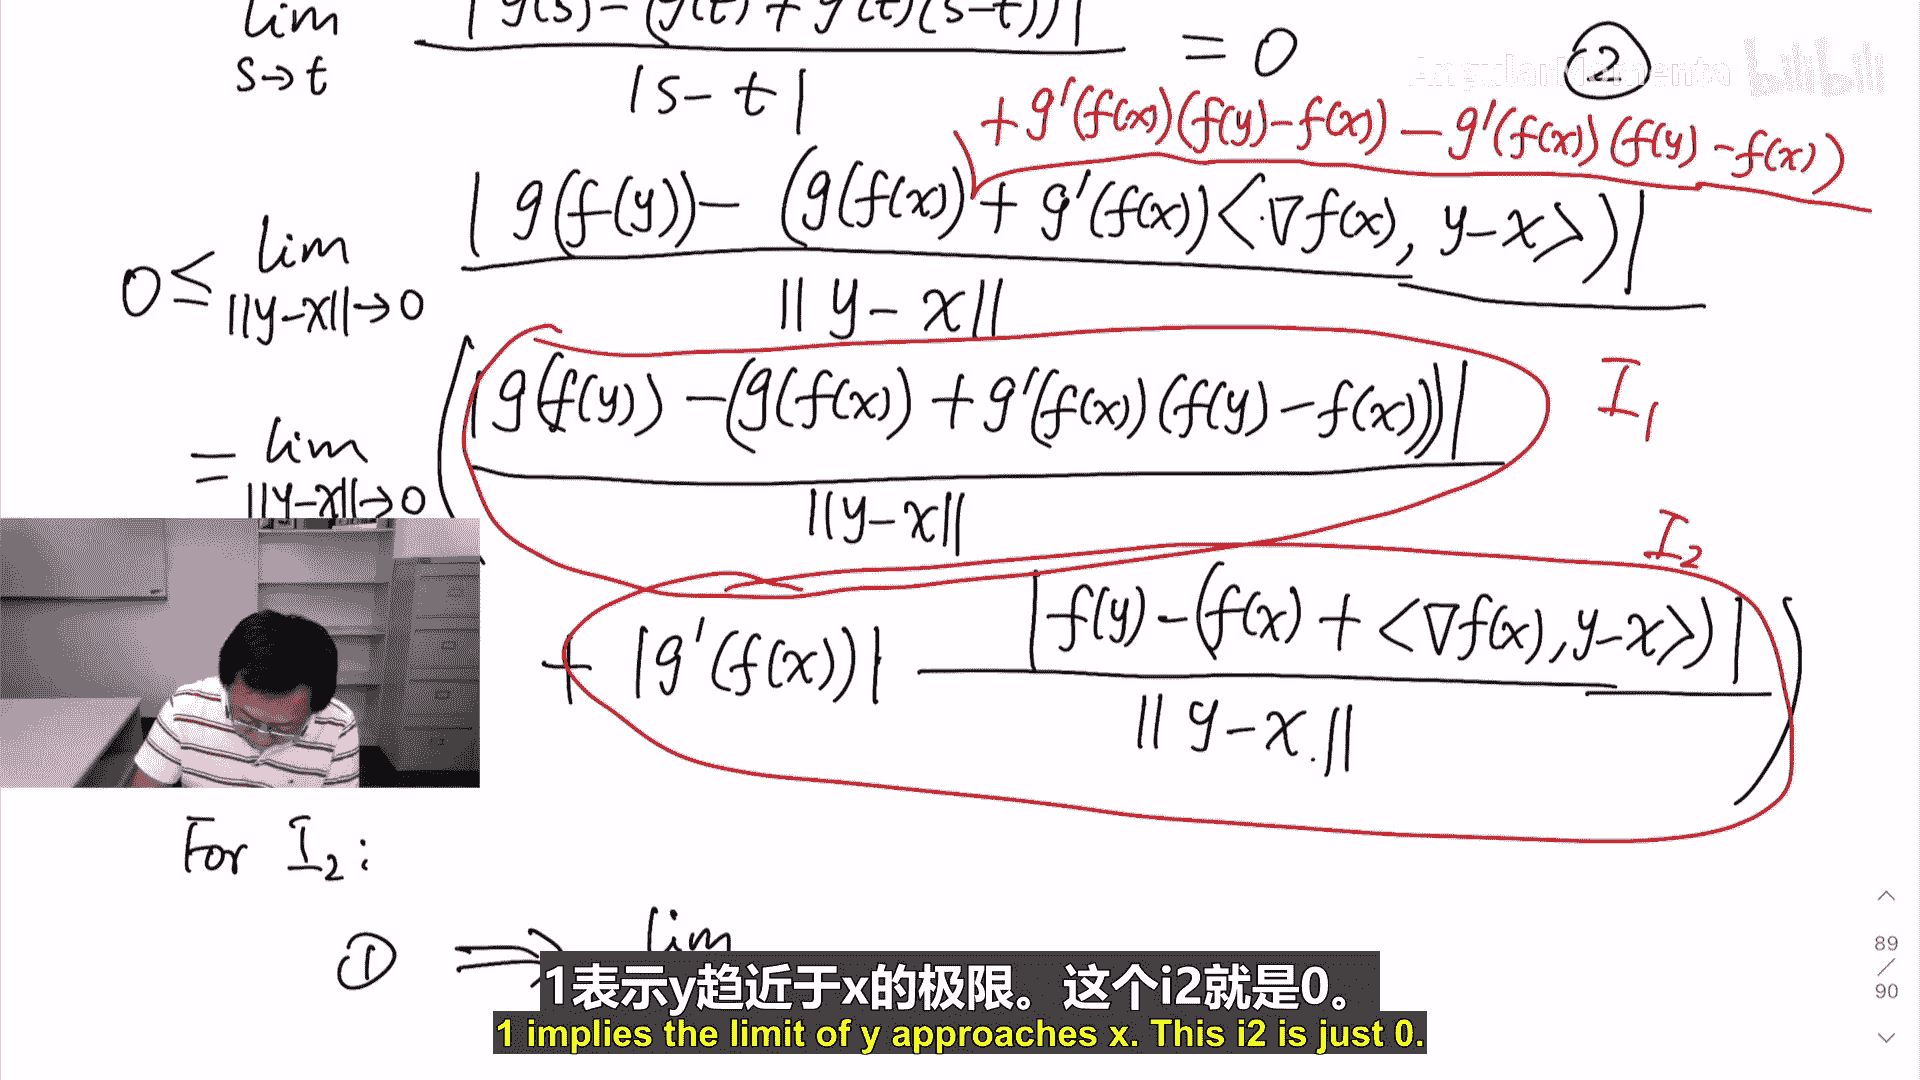 lim s→t |g(s) − (g(t) + g'(t)(s−t))| / |s−t| = 0 ②
AngularMomenta bilibili
+ g'(f(x))(f(y)−f(x)) − g'(f(x))(f(y)−f(x))
0 ≤ lim ||y−x||→0 |g(f(y)) − (g(f(x)) + g'(f(x))<∇f(x), y−x>)| / ||y−x||
= lim ||y−x||→0 ( |g(f(y)) − (g(f(x)) + g'(f(x))(f(y)−f(x)))| / ||y−x|| I₁
+ |g'(f(x))| |f(y) − (f(x) + <∇f(x), y−x>)| / ||y−x|| ) I₂
For I₂:
① ⇒ lim
1表示y趋近于x的极限。这个i2就是0。
1 implies the limit of y approaches x. This i2 is just 0.
89
/
90